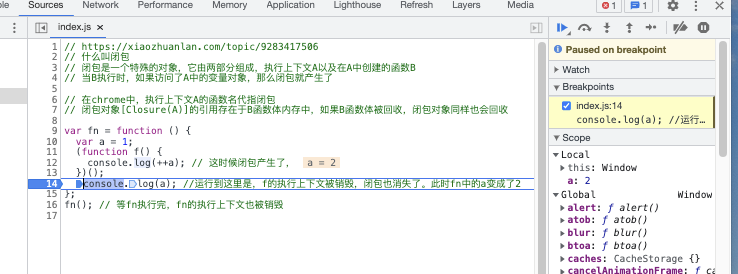 Sources Network Performance Memory Application Lighthouse Refresh Layers Media 1 1
index.js
1 // https://xiaozhuanlan.com/topic/9283417506
2 // 什么叫闭包
3 // 闭包是一个特殊的对象，它由两部分组成，执行上下文A以及在A中创建的函数B
4 // 当B执行时，如果访问了A中的变量对象，那么闭包就产生了
5
6 // 在chrome中，执行上下文A的函数名代指闭包
7 // 闭包对象[Closure(A)]的引用存在于B函数体内存中，如果B函数体被回收，闭包对象同样也会回收
8
9 var fn = function () {
10 var a = 1;
11 (function f() {
12 console.log(++a); // 这时候闭包产生了， a = 2
13 })();
14 console.log(a); //运行到这里是，f的执行上下文被销毁，闭包也消失了。此时fn中的a变成了2
15 };
16 fn(); // 等fn执行完，fn的执行上下文也被销毁
17
Paused on breakpoint
Watch
Breakpoints
index.js:14
console.log(a); //运行…
Scope
Local
this: Window
a: 2
Global Window
alert: ƒ alert()
atob: ƒ atob()
blur: ƒ blur()
btoa: ƒ btoa()
caches: CacheStorage {}
cancelAnimationFrame: ƒ ca